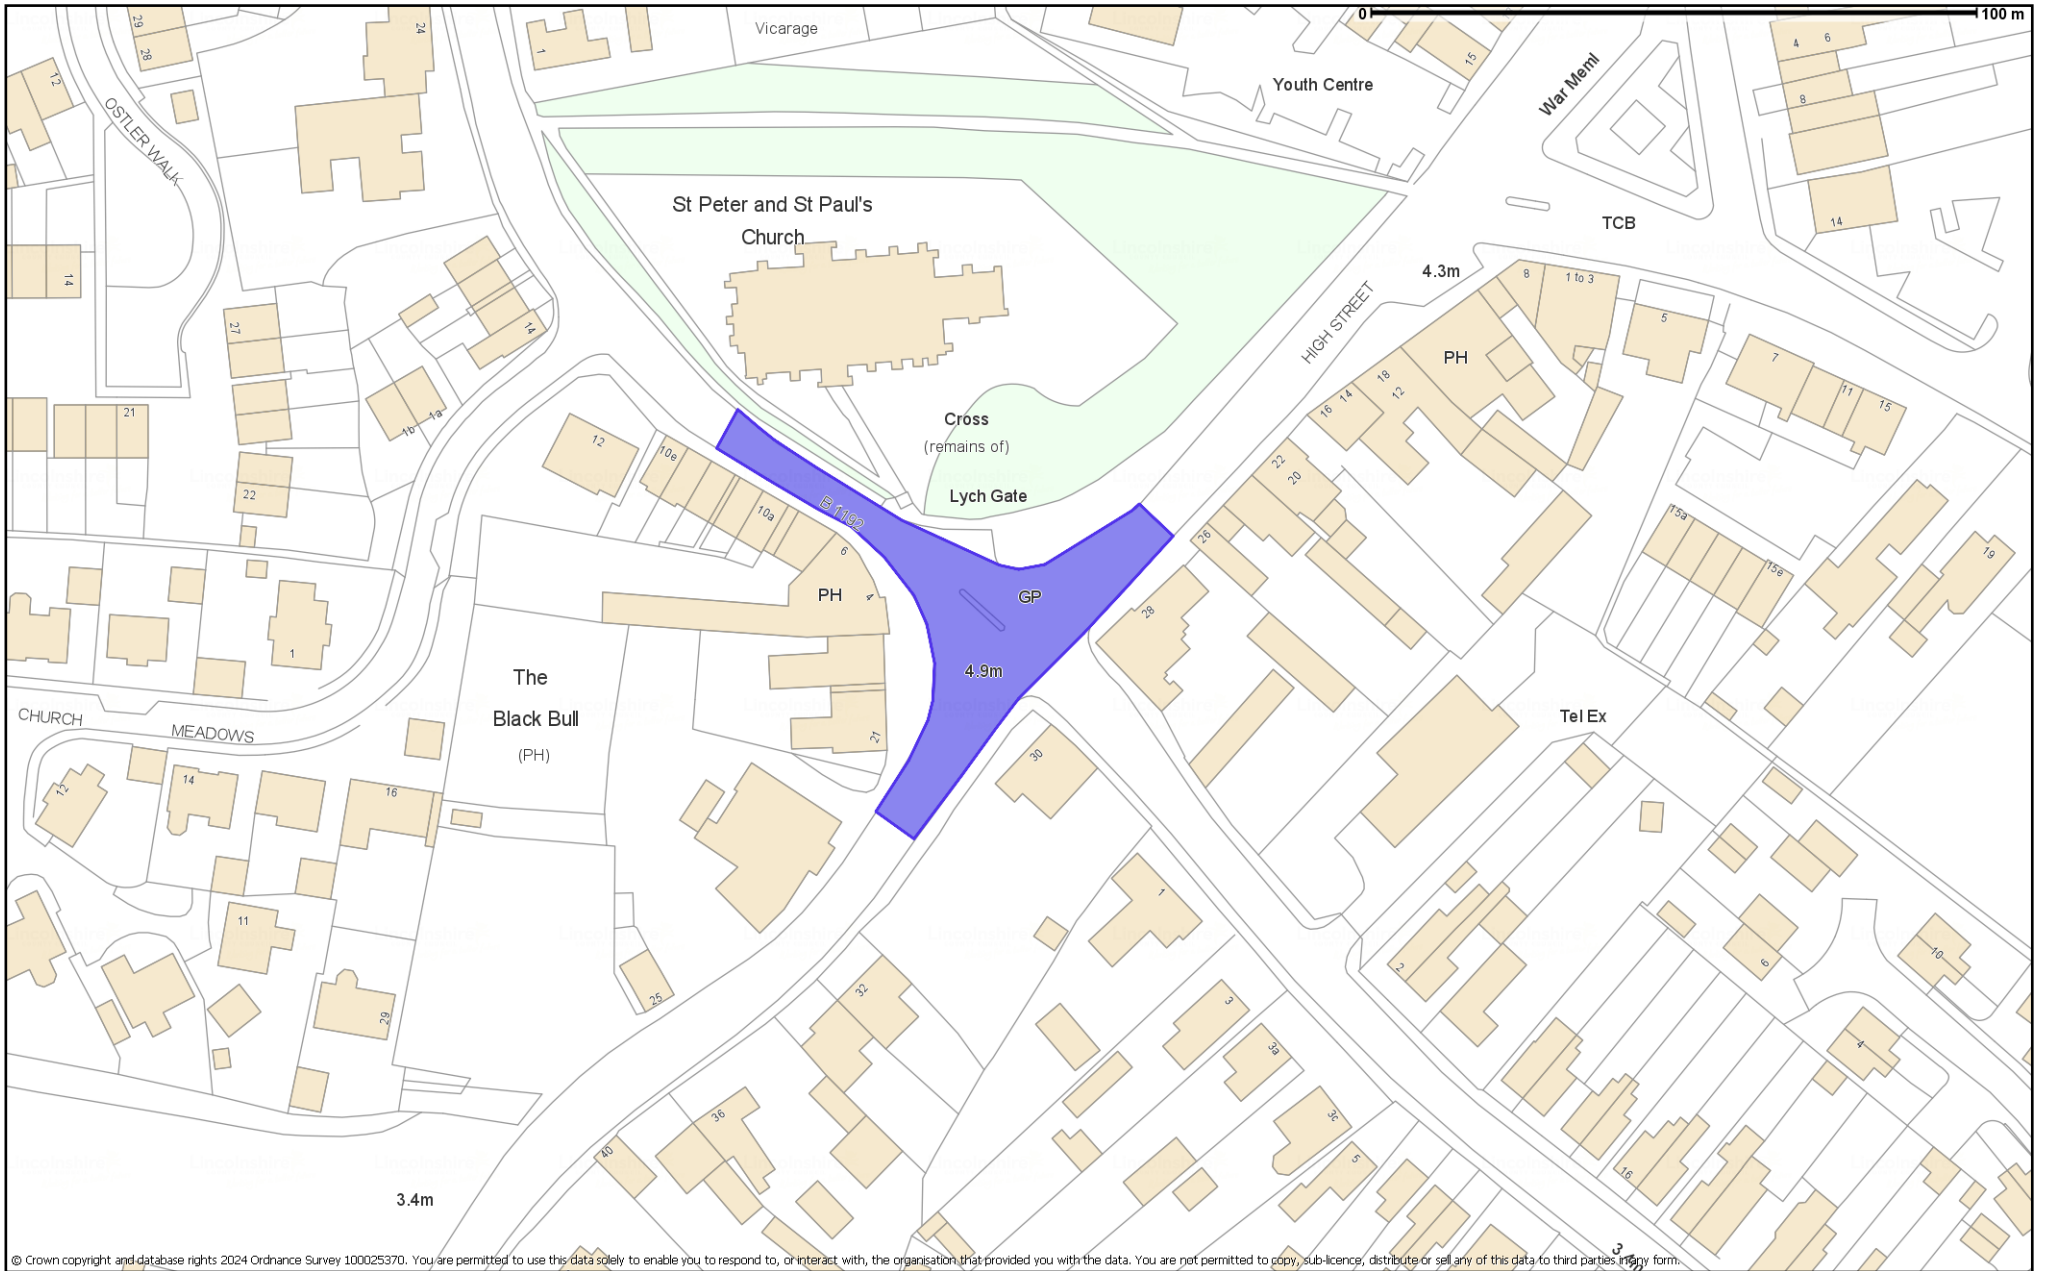 0
100 m
29
28
24
1
Vicarage
15
4
6
8
12
OSTLER WALK
Youth Centre
War Meml
St Peter and St Paul's
Church
TCB
14
14
4.3m
8
1 to 3
5
HIGH STREET
27
14
PH
7
11
15
18
12
14
16
21
1a
1b
Cross
(remains of)
12
10e
22
20
22
Lych Gate
B 1192
10a
26
15a
15e
19
6
4
PH
GP
28
1
The
Black Bull
(PH)
4.9m
CHURCH
MEADOWS
Tel Ex
21
30
12
14
16
11
1
2
6
10
25
29
32
3
3a
4
36
3c
5
40
16
3.4m
© Crown copyright and database rights 2024 Ordnance Survey 100025370. You are permitted to use this data solely to enable you to respond to, or interact with, the organisation that provided you with the data. You are not permitted to copy, sub-licence, distribute or sell any of this data to third parties in any form.